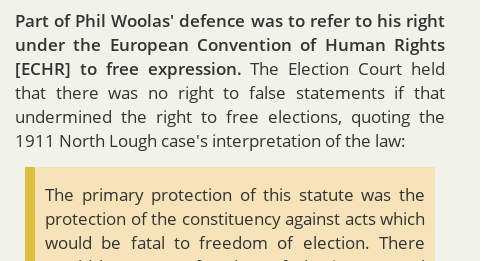 Part of Phil Woolas' defence was to refer to his right
under the European Convention of Human Rights
[ECHR] to free expression. The Election Court held
that there was no right to false statements if that
undermined the right to free elections, quoting the
1911 North Lough case's interpretation of the law:
The primary protection of this statute was the
protection of the constituency against acts which
would be fatal to freedom of election. There